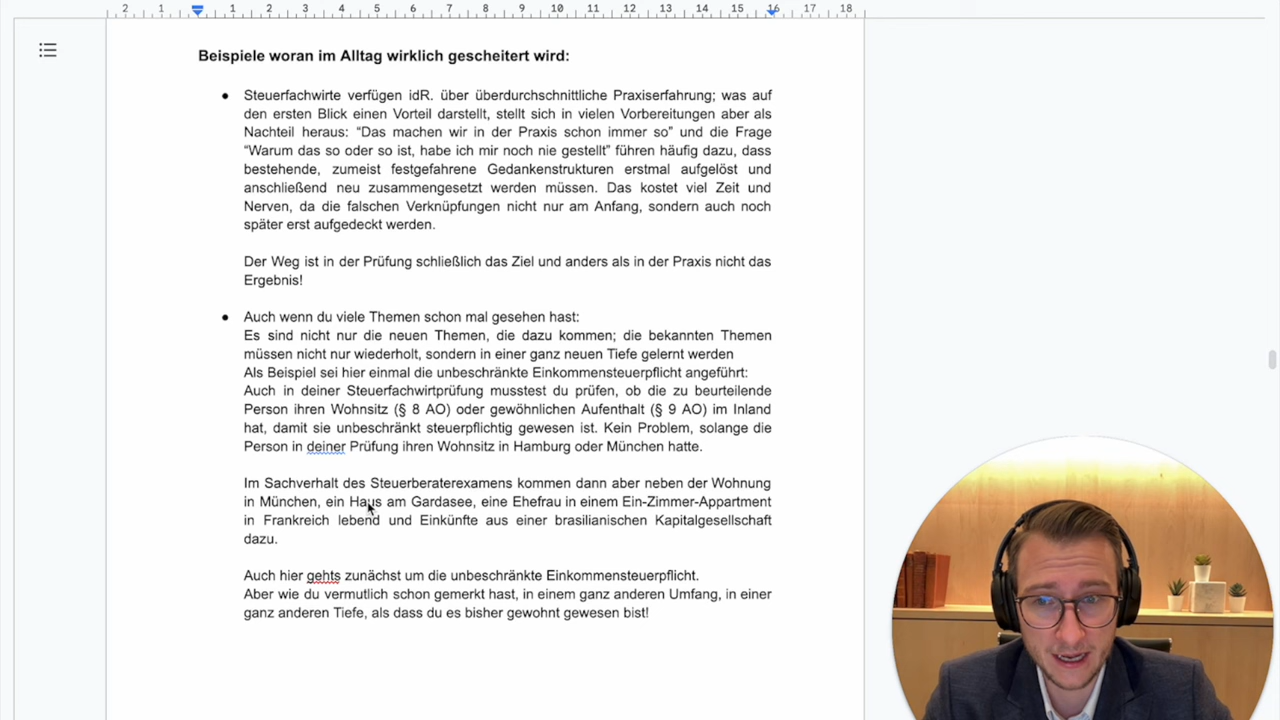 2 1 1 2 3 4 5 6 7 8 9 10 11 12 13 14 15 16 17 18
Beispiele woran im Alltag wirklich gescheitert wird:
● Steuerfachwirte verfügen idR. über überdurchschnittliche Praxiserfahrung; was auf
den ersten Blick einen Vorteil darstellt, stellt sich in vielen Vorbereitungen aber als
Nachteil heraus: “Das machen wir in der Praxis schon immer so” und die Frage
“Warum das so oder so ist, habe ich mir noch nie gestellt” führen häufig dazu, dass
bestehende, zumeist festgefahrene Gedankenstrukturen erstmal aufgelöst und
anschließend neu zusammengesetzt werden müssen. Das kostet viel Zeit und
Nerven, da die falschen Verknüpfungen nicht nur am Anfang, sondern auch noch
später erst aufgedeckt werden.
Der Weg ist in der Prüfung schließlich das Ziel und anders als in der Praxis nicht das
Ergebnis!
● Auch wenn du viele Themen schon mal gesehen hast:
Es sind nicht nur die neuen Themen, die dazu kommen; die bekannten Themen
müssen nicht nur wiederholt, sondern in einer ganz neuen Tiefe gelernt werden
Als Beispiel sei hier einmal die unbeschränkte Einkommensteuerpflicht angeführt:
Auch in deiner Steuerfachwirtprüfung musstest du prüfen, ob die zu beurteilende
Person ihren Wohnsitz (§ 8 AO) oder gewöhnlichen Aufenthalt (§ 9 AO) im Inland
hat, damit sie unbeschränkt steuerpflichtig gewesen ist. Kein Problem, solange die
Person in deiner Prüfung ihren Wohnsitz in Hamburg oder München hatte.
Im Sachverhalt des Steuerberaterexamens kommen dann aber neben der Wohnung
in München, ein Haus am Gardasee, eine Ehefrau in einem Ein-Zimmer-Appartment
in Frankreich lebend und Einkünfte aus einer brasilianischen Kapitalgesellschaft
dazu.
Auch hier gehts zunächst um die unbeschränkte Einkommensteuerpflicht.
Aber wie du vermutlich schon gemerkt hast, in einem ganz anderen Umfang, in einer
ganz anderen Tiefe, als dass du es bisher gewohnt gewesen bist!